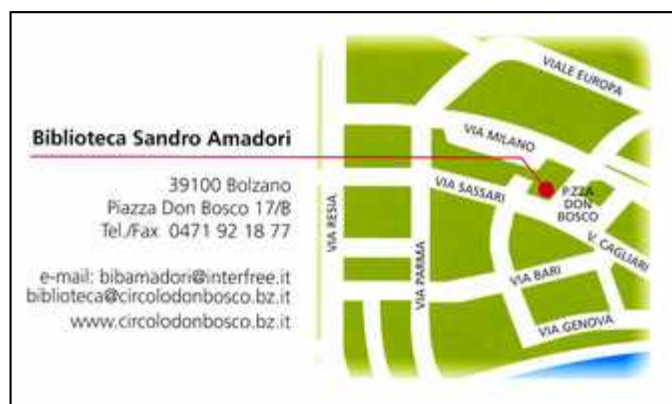 Biblioteca Sandro Amadori
39100 Bolzano
Piazza Don Bosco 17/B
Tel./Fax 0471 92 18 77
e-mail: bibamadori@interfree.it
biblioteca@circolodonbosco.bz.it
www.circolodonbosco.bz.it
VIALE EUROPA
VIA MILANO
VIA SASSARI
P.ZZA
DON
BOSCO
V. CAGLIARI
VIA RESIA
VIA PARMA
VIA BARI
VIA GENOVA